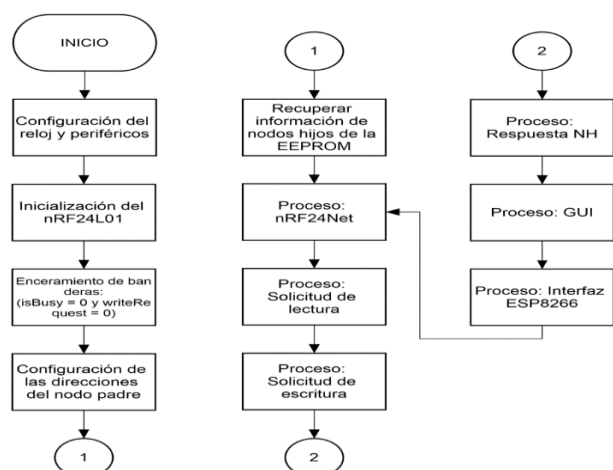 INICIO
Configuración del
reloj y periféricos
Inicialización del
nRF24L01
Enceramiento de ban
deras:
(isBusy = 0 y writeRe
quest = 0)
Configuración de
las direcciones
del nodo padre
1
1
Recuperar
información de
nodos hijos de la
EEPROM
Proceso:
nRF24Net
Proceso:
Solicitud de
lectura
Proceso:
Solicitud de
escritura
2
2
Proceso:
Respuesta NH
Proceso: GUI
Proceso: Interfaz
ESP8266